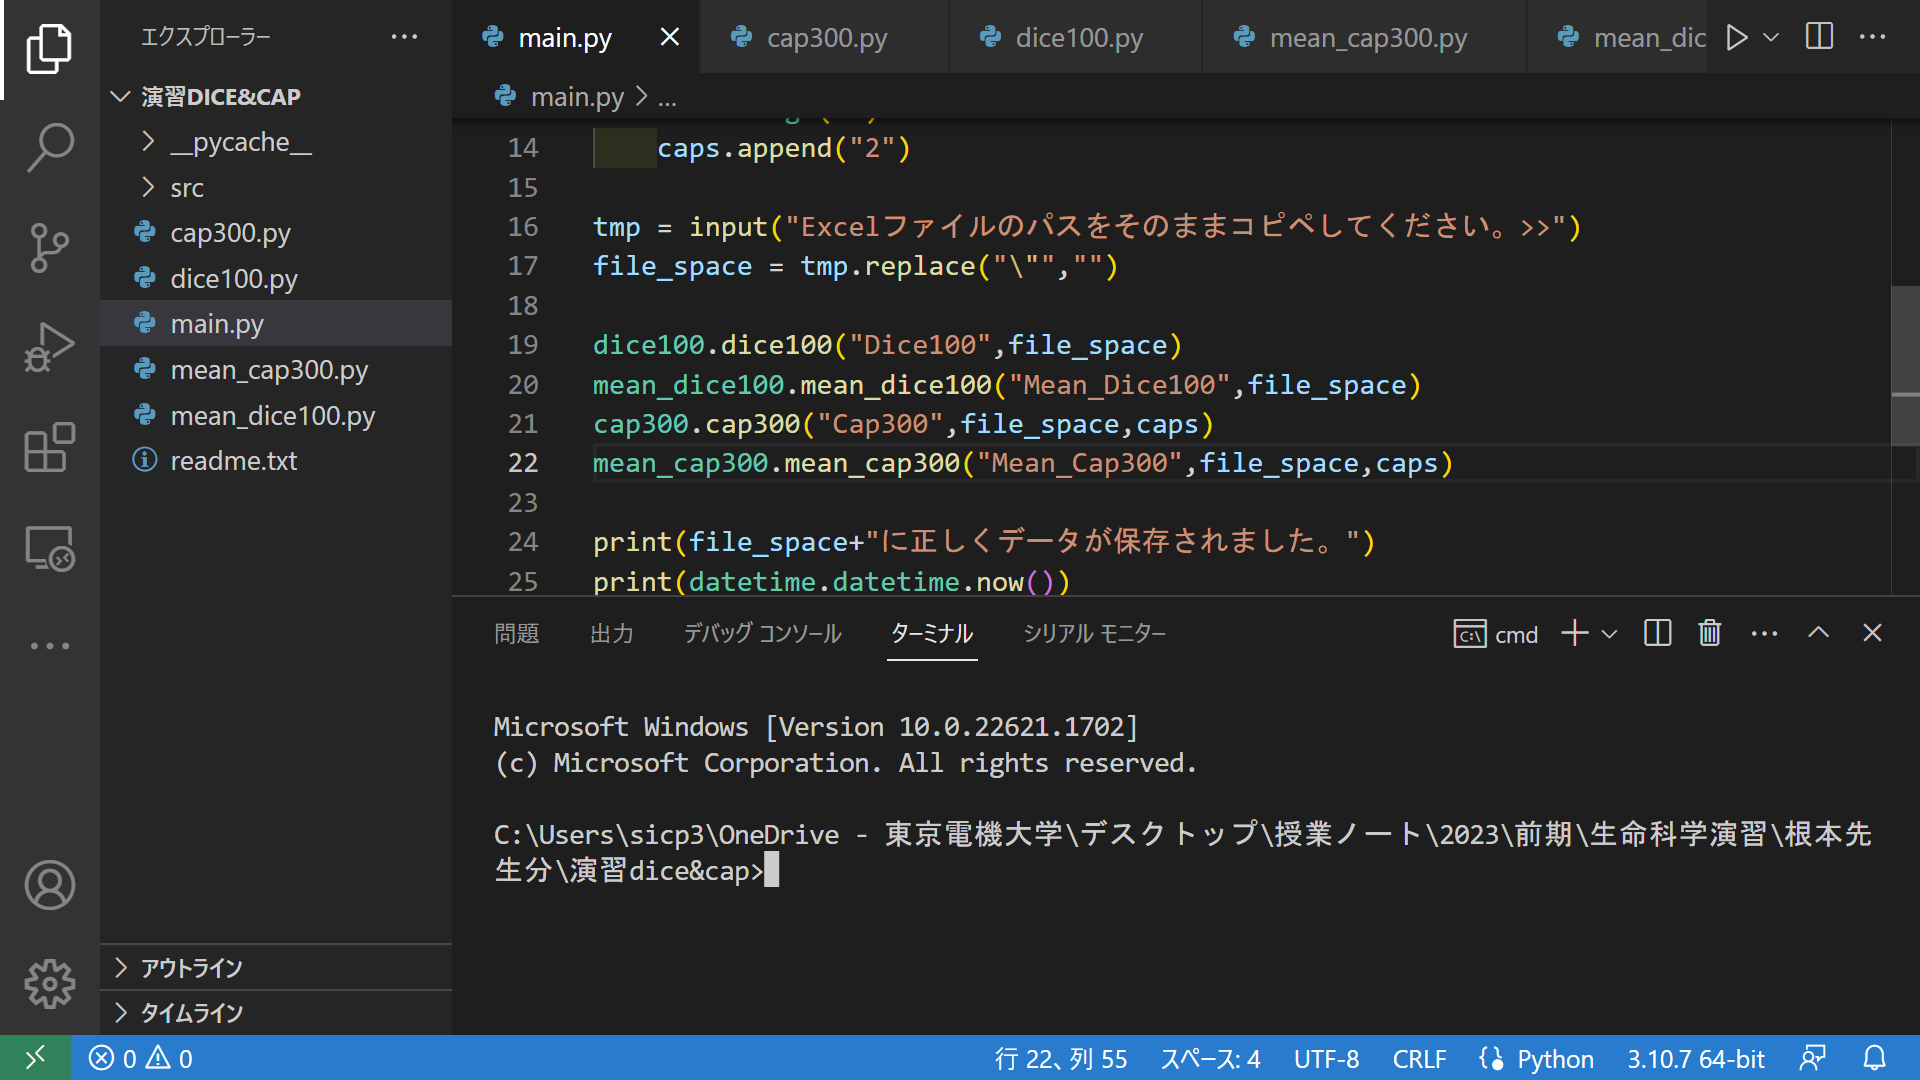 エクスプローラー
main.py
cap300.py
dice100.py
mean_cap300.py
mean_dic
演習DICE&CAP
main.py > ...
__pycache__
src
cap300.py
dice100.py
main.py
mean_cap300.py
mean_dice100.py
readme.txt
14 caps.append("2")
15
16 tmp = input("Excelファイルのパスをそのままコピペしてください。>>")
17 file_space = tmp.replace("\"","")
18
19 dice100.dice100("Dice100",file_space)
20 mean_dice100.mean_dice100("Mean_Dice100",file_space)
21 cap300.cap300("Cap300",file_space,caps)
22 mean_cap300.mean_cap300("Mean_Cap300",file_space,caps)
23
24 print(file_space+"に正しくデータが保存されました。")
25 print(datetime.datetime.now())
問題 出力 デバッグ コンソール ターミナル シリアル モニター
cmd
Microsoft Windows [Version 10.0.22621.1702]
(c) Microsoft Corporation. All rights reserved.
C:\Users\sicp3\OneDrive - 東京電機大学\デスクトップ\授業ノート\2023\前期\生命科学演習\根本先
生分\演習dice&cap>
アウトライン
タイムライン
0 0
行 22、列 55 スペース: 4 UTF-8 CRLF Python 3.10.7 64-bit